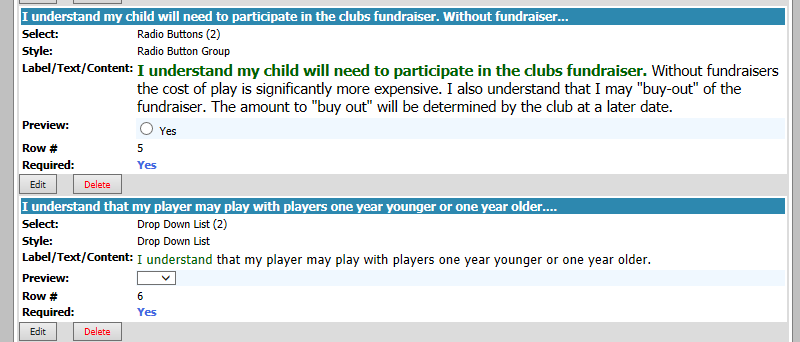 I understand my child will need to participate in the clubs fundraiser. Without fundraiser...
Select: Radio Buttons (2)
Style: Radio Button Group
Label/Text/Content: I understand my child will need to participate in the clubs fundraiser. Without fundraisers
the cost of play is significantly more expensive. I also understand that I may "buy-out" of the
fundraiser. The amount to "buy out" will be determined by the club at a later date.
Preview: Yes
Row # 5
Required: Yes
Edit Delete
I understand that my player may play with players one year younger or one year older....
Select: Drop Down List (2)
Style: Drop Down List
Label/Text/Content: I understand that my player may play with players one year younger or one year older.
Preview:
Row # 6
Required: Yes
Edit Delete